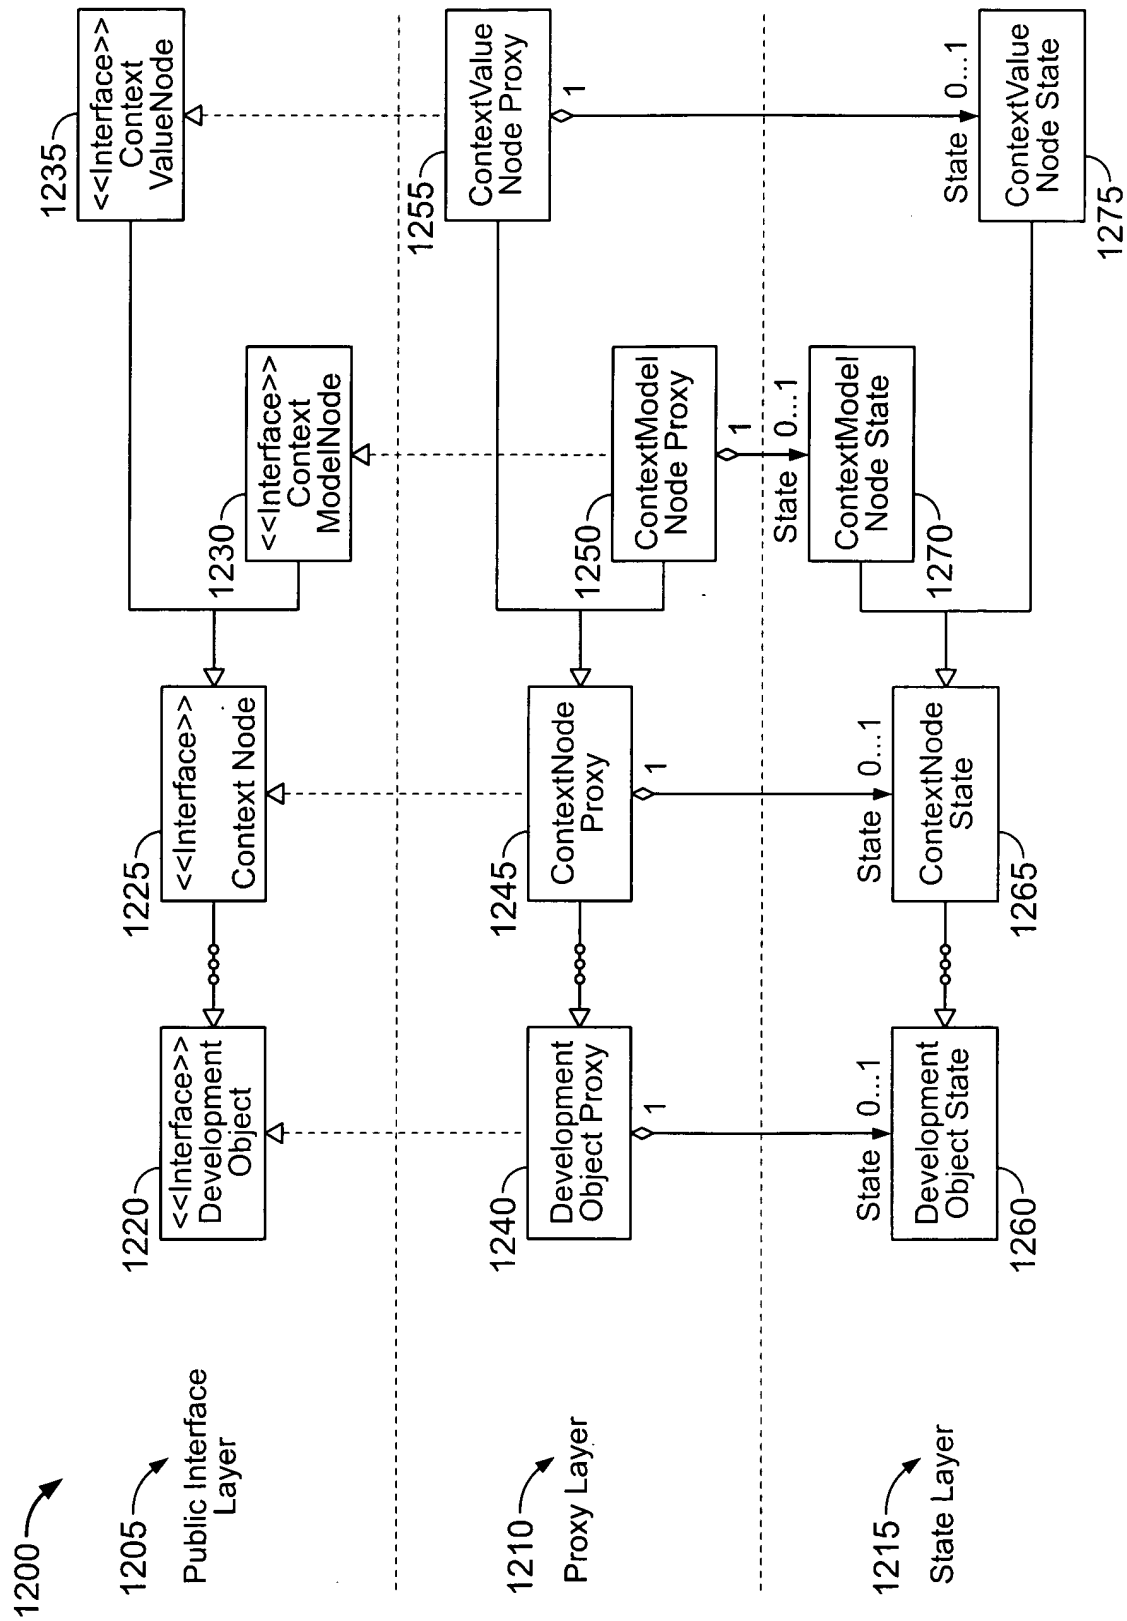 1200
1205
Public Interface
Layer
1220
<<Interface>>
Development
Object
1225
<<Interface>>
Context Node
1230
<<Interface>>
Context
ModelNode
1235
<<Interface>>
Context
ValueNode
1210
Proxy Layer
1240
Development
Object Proxy
1
1245
ContextNode
Proxy
1
1250
ContextModel
Node Proxy
1
1255
ContextValue
Node Proxy
1
1215
State Layer
State
0...1
Development
Object State
1260
State
0...1
ContextNode
State
1265
State
0...1
ContextModel
Node State
1270
State
0...1
ContextValue
Node State
1275